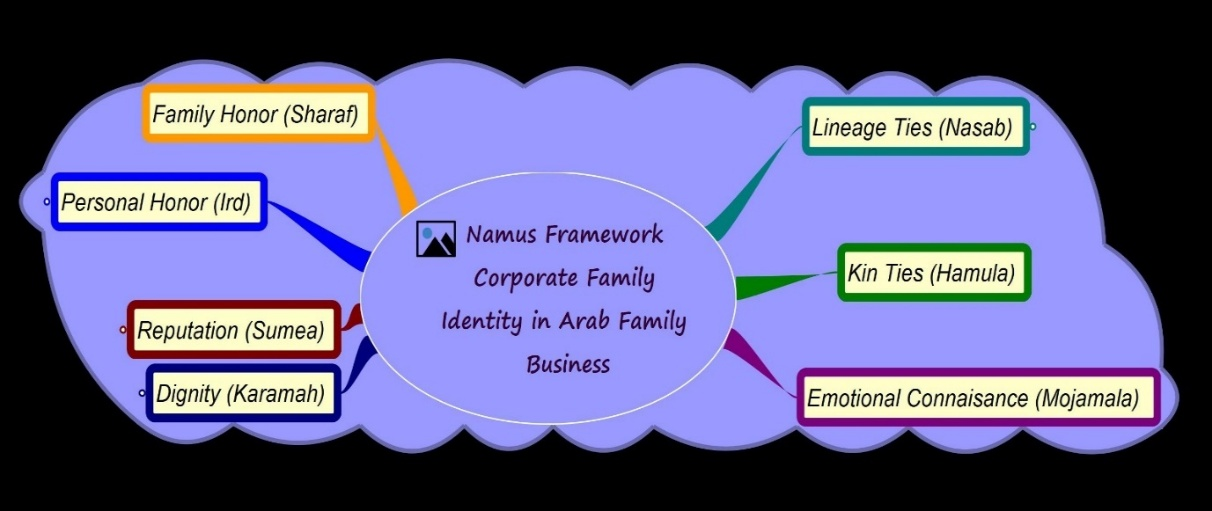 Family Honor (Sharaf)
Personal Honor (Ird)
Reputation (Sumea)
Dignity (Karamah)
Namus Framework
Corporate Family
Identity in Arab Family
Business
Lineage Ties (Nasab)
Kin Ties (Hamula)
Emotional Connaisance (Mojamala)